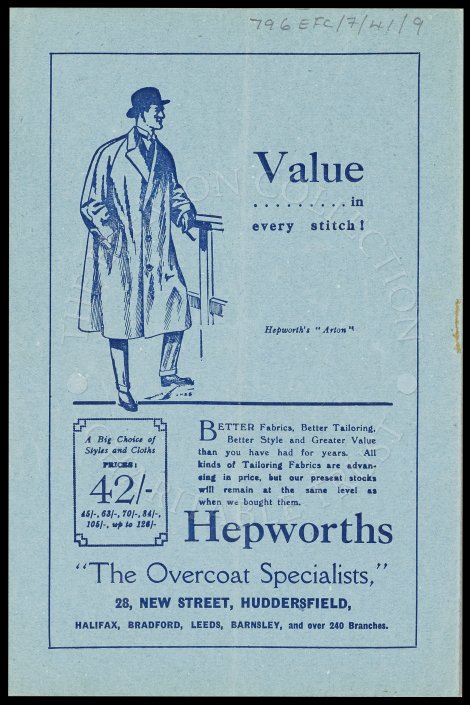 796 EFC/7/41/9
Value
.........in
every stitch!
Hepworth's "Arton"
A Big Choice of
Styles and Cloths
PRICES:
42/-
45/-, 63/-, 70/-, 84/-,
105/-, up to 126/-
BETTER Fabrics, Better Tailoring,
Better Style and Greater Value
than you have had for years. All
kinds of Tailoring Fabrics are advan-
sing in price, but our present stocks
will remain at the same level as
when we bought them.
Hepworths
"The Overcoat Specialists,"
28, NEW STREET, HUDDERSFIELD,
HALIFAX, BRADFORD, LEEDS, BARNSLEY, and over 240 Branches.